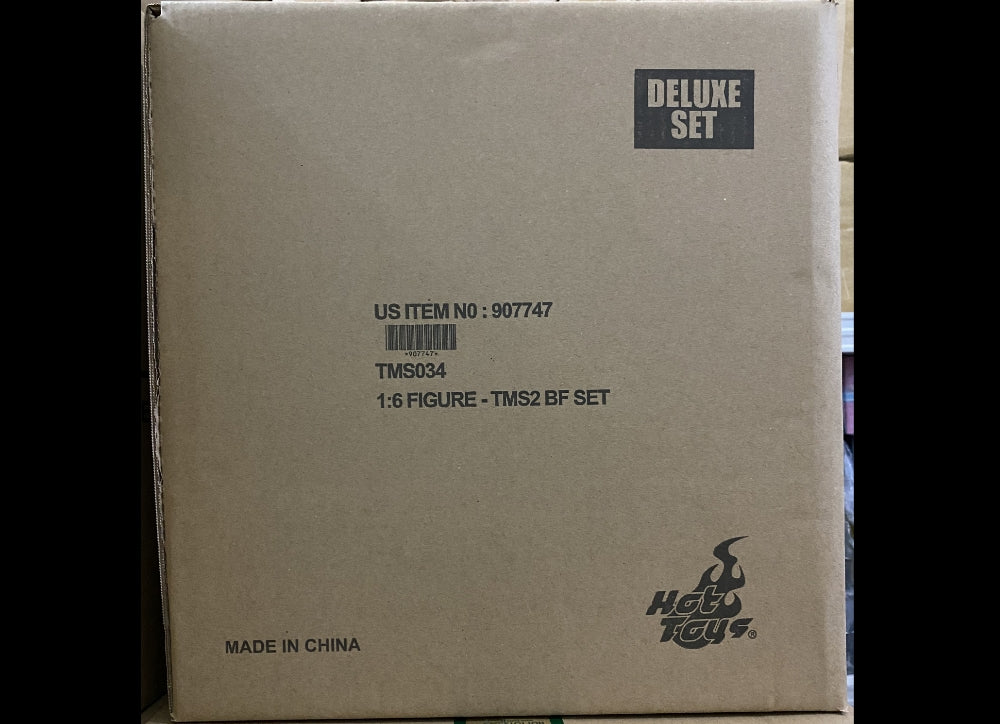 DELUXE
SET
US ITEM N0 : 907747
*907747*
TMS034
1:6 FIGURE - TMS2 BF SET
Hot
Toys®
MADE IN CHINA